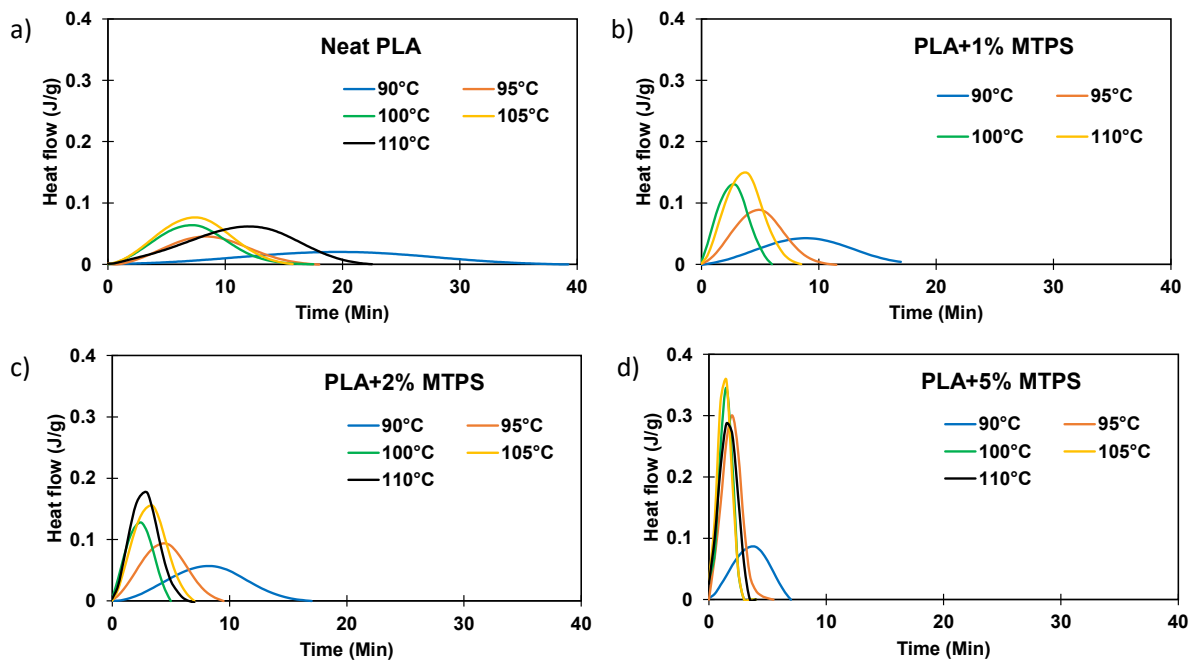 a)
Neat PLA
Heat flow (J/g)
0.4
0.3
0.2
0.1
0
90°C 95°C
100°C 105°C
110°C
0 10 20 30 40
Time (Min)
b)
PLA+1% MTPS
Heat flow (J/g)
0.4
0.3
0.2
0.1
0
90°C 95°C
100°C 110°C
0 10 20 30 40
Time (Min)
c)
PLA+2% MTPS
Heat flow (J/g)
0.4
0.3
0.2
0.1
0
90°C 95°C
100°C 105°C
110°C
0 10 20 30 40
Time (Min)
d)
PLA+5% MTPS
Heat flow (J/g)
0.4
0.3
0.2
0.1
0
90°C 95°C
100°C 105°C
110°C
0 10 20 30 40
Time (Min)